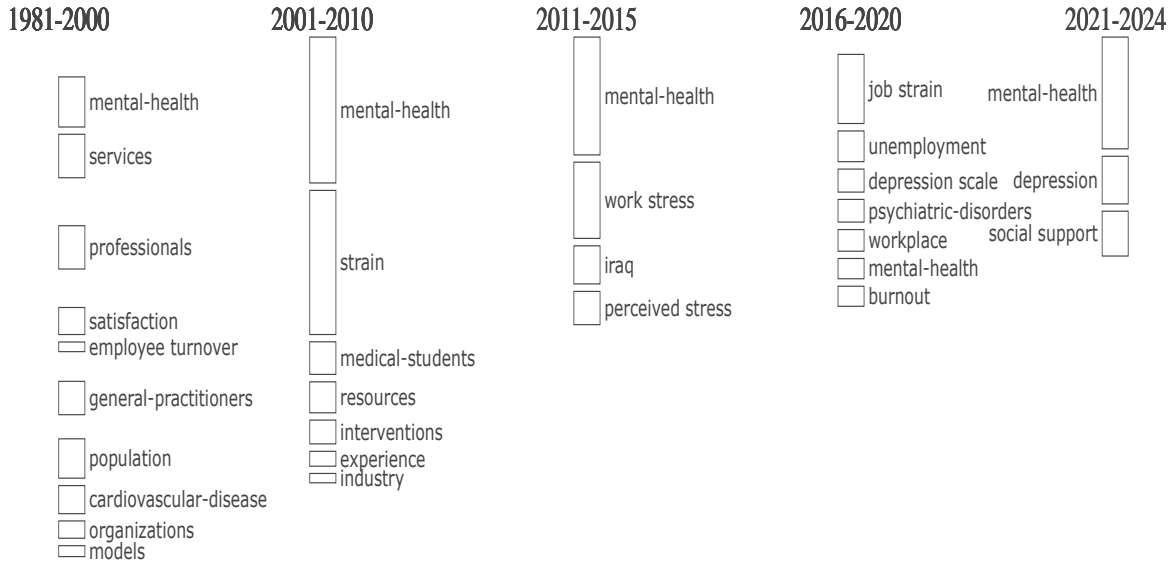 1981-2000
2001-2010
2011-2015
2016-2020
2021-2024
mental-health
services
professionals
satisfaction
employee turnover
general-practitioners
population
cardiovascular-disease
organizations
models
mental-health
strain
medical-students
resources
interventions
experience
industry
mental-health
work stress
iraq
perceived stress
job strain
unemployment
depression scale
psychiatric-disorders
workplace
mental-health
burnout
mental-health
depression
social support